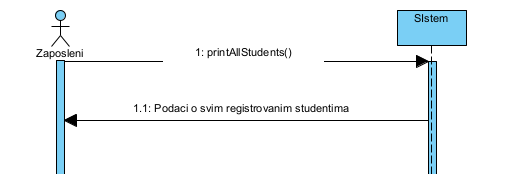 SIstem
Zaposleni
1: printAllStudents()
1.1: Podaci o svim registrovanim studentima